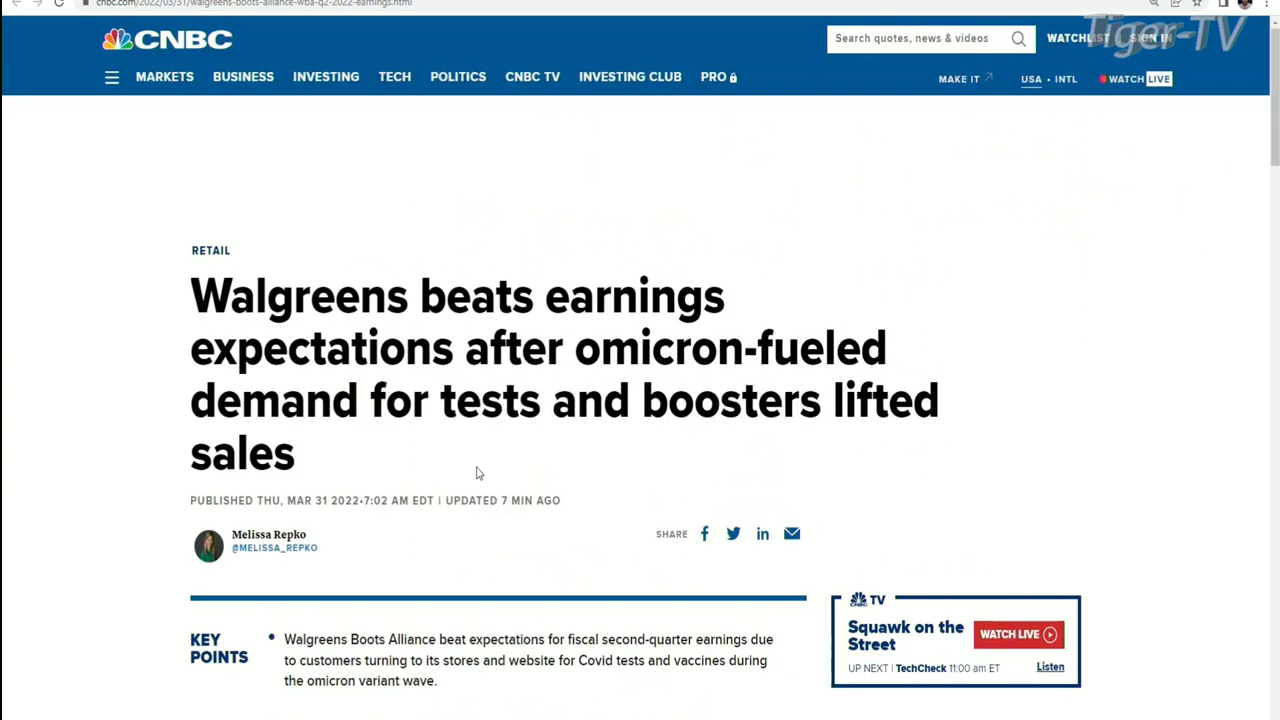 cnbc.com/2022/03/31/walgreens-boots-alliance-wba-q2-2022-earnings.html
Tiger-TV
CNBC
Search quotes, news & videos
WATCHLIST
SIGN IN
MARKETS BUSINESS INVESTING TECH POLITICS CNBC TV INVESTING CLUB PRO
MAKE IT
USA • INTL
WATCH LIVE
RETAIL
Walgreens beats earnings
expectations after omicron-fueled
demand for tests and boosters lifted
sales
PUBLISHED THU, MAR 31 2022•7:02 AM EDT | UPDATED 7 MIN AGO
Melissa Repko
@MELISSA_REPKO
SHARE
KEY
POINTS
• Walgreens Boots Alliance beat expectations for fiscal second-quarter earnings due
to customers turning to its stores and website for Covid tests and vaccines during
the omicron variant wave.
TV
Squawk on the
Street
WATCH LIVE
UP NEXT | TechCheck 11:00 am ET
Listen